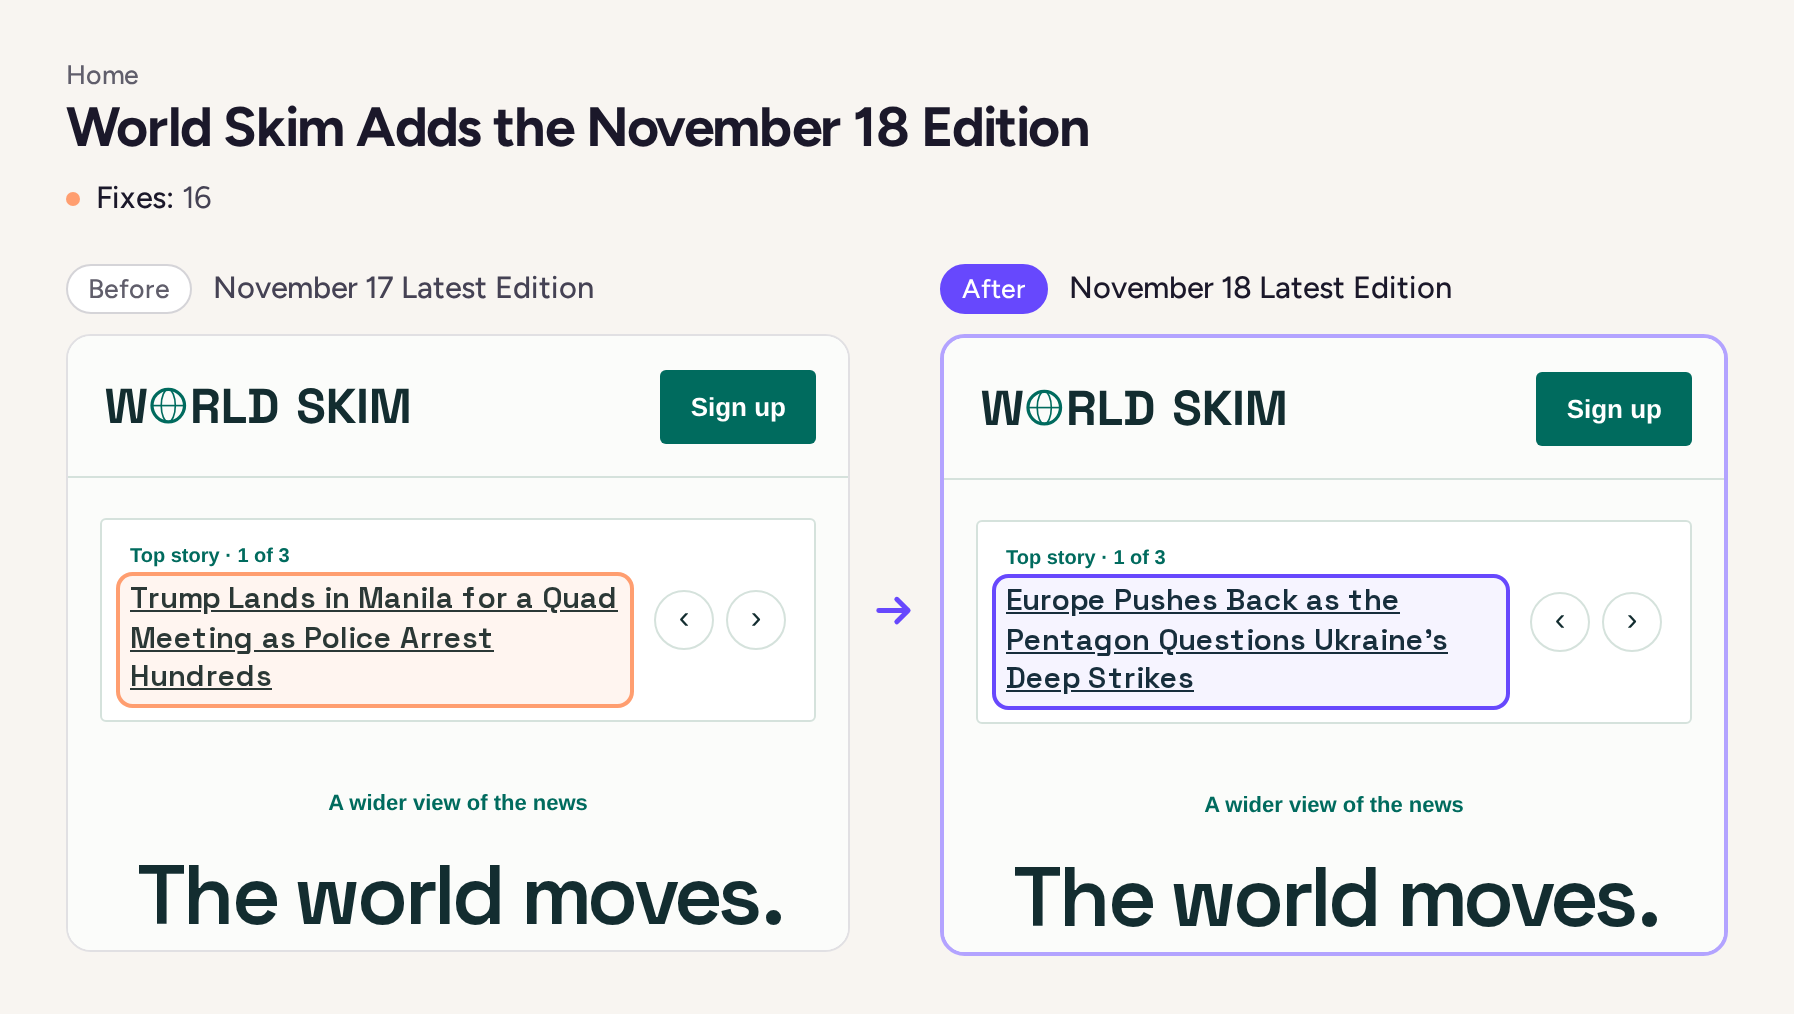 Home
World Skim Adds the November 18 Edition
Fixes: 16
Before November 17 Latest Edition
WORLD SKIM
Sign up
Top story · 1 of 3
Trump Lands in Manila for a Quad
Meeting as Police Arrest
Hundreds
‹ ›
A wider view of the news
The world moves.
After November 18 Latest Edition
WORLD SKIM
Sign up
Top story · 1 of 3
Europe Pushes Back as the
Pentagon Questions Ukraine’s
Deep Strikes
‹ ›
A wider view of the news
The world moves.